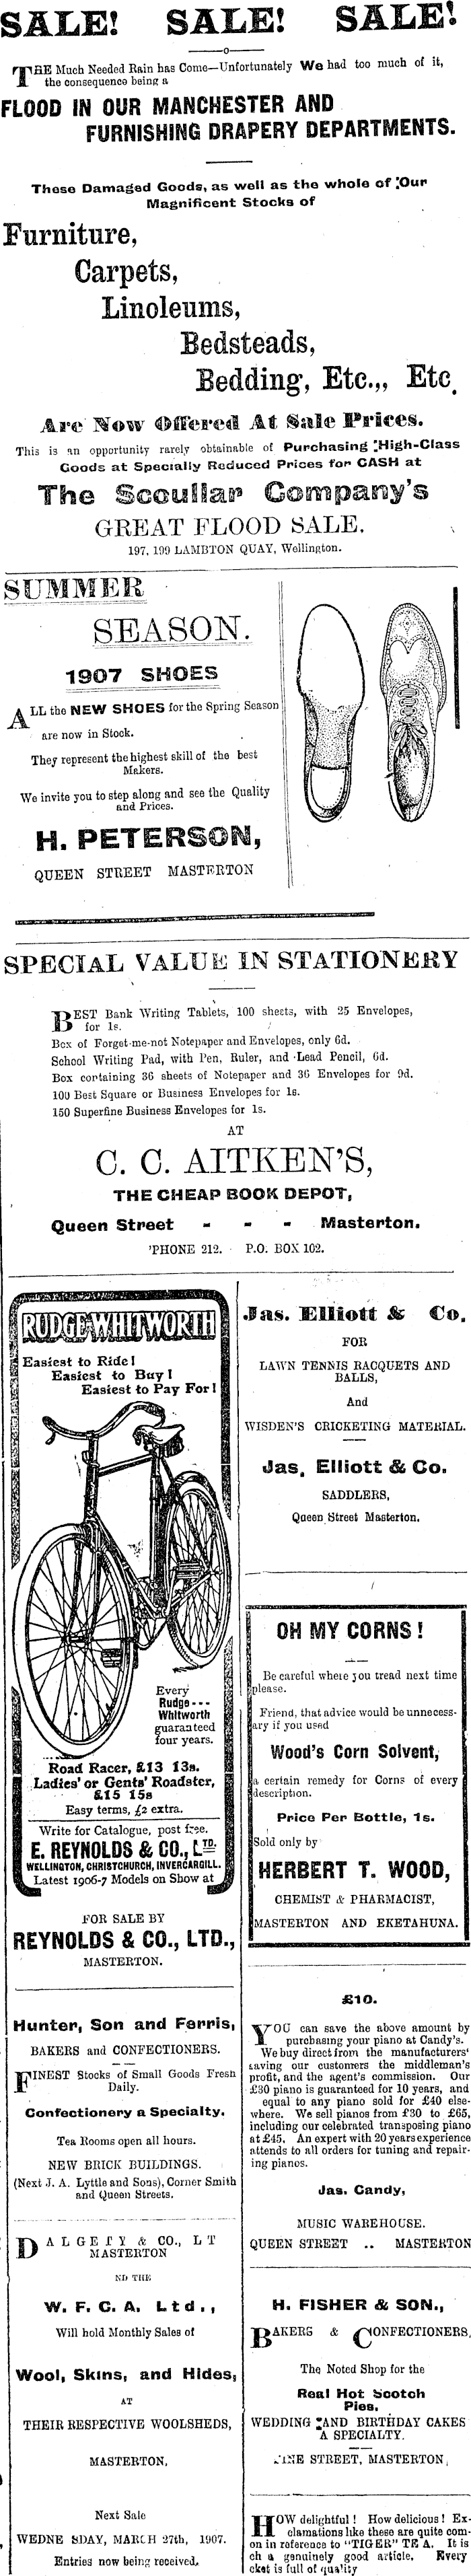 SALE! SALE! SALE!
THE Much Needed Rain has Come—Unfortunately We had too much of it,
the consequence being a
FLOOD IN OUR MANCHESTER AND
FURNISHING DRAPERY DEPARTMENTS.
These Damaged Goods, as well as the whole of Our
Magnificent Stocks of
Furniture,
Carpets,
Linoleums,
Bedsteads,
Bedding, Etc.,, Etc.
Are Now Offered At Sale Prices.
This is an opportunity rarely obtainable of Purchasing High-Class
Goods at Specially Reduced Prices for CASH at
The Scoullar Company's
GREAT FLOOD SALE.
197, 199 LAMBTON QUAY, Wellington.
SUMMER
SEASON.
1907 SHOES
ALL the NEW SHOES for the Spring Season
are now in Stock.
They represent the highest skill of the best
Makers.
We invite you to step along and see the Quality
and Prices.
H. PETERSON,
QUEEN STREET MASTERTON
SPECIAL VALUE IN STATIONERY
BEST Bank Writing Tablets, 100 sheets, with 25 Envelopes,
for 1s.
Box of Forget-me-not Notepaper and Envelopes, only 6d.
School Writing Pad, with Pen, Ruler, and Lead Pencil, 6d.
Box containing 36 sheets of Notepaper and 36 Envelopes for 9d.
100 Best Square or Business Envelopes for 1s.
150 Superfine Business Envelopes for 1s.
AT
C. C. AITKEN'S,
THE CHEAP BOOK DEPOT,
Queen Street - - - Masterton.
'PHONE 212. P.O. BOX 102.
RUDGE-WHITWORTH
Easiest to Ride!
Easiest to Buy!
Easiest to Pay For!
Every
Rudge---
Whitworth
guaranteed
four years.
Road Racer, £13 13s.
Ladies' or Gents' Roadster,
£15 15s
Easy terms, £2 extra.
Write for Catalogue, post free.
E. REYNOLDS & CO., LTD.
WELLINGTON, CHRISTCHURCH, INVERCARGILL.
Latest 1906-7 Models on Show at
FOR SALE BY
REYNOLDS & CO., LTD.,
MASTERTON.
Hunter, Son and Ferris,
BAKERS and CONFECTIONERS.
FINEST Stocks of Small Goods Fresh
Daily.
Confectionery a Specialty.
Tea Rooms open all hours.
NEW BRICK BUILDINGS.
(Next J. A. Lyttle and Sons), Corner Smith
and Queen Streets.
DALGETY & CO., LT
MASTERTON
ND THE
W. F. C. A. Ltd.,
Will hold Monthly Sales of
Wool, Skins, and Hides,
AT
THEIR RESPECTIVE WOOLSHEDS,
MASTERTON,
Next Sale
WEDNE SDAY, MARCH 27th, 1907.
Entries now being received.
Jas. Elliott & Co.
FOR
LAWN TENNIS RACQUETS AND
BALLS,
And
WISDEN'S CRICKETING MATERIAL.
Jas. Elliott & Co.
SADDLERS,
Queen Street Masterton.
OH MY CORNS!
Be careful where you tread next time
please.
Friend, that advice would be unnecess-
ary if you used
Wood's Corn Solvent,
a certain remedy for Corns of every
description.
Price Per Bottle, 1s.
Sold only by
HERBERT T. WOOD,
CHEMIST & PHARMACIST,
MASTERTON AND EKETAHUNA.
£10.
YOU can save the above amount by
purchasing your piano at Candy's.
We buy direct from the manufacturers'
saving our customers the middleman's
profit, and the agent's commission. Our
£30 piano is guaranteed for 10 years, and
equal to any piano sold for £40 else-
where. We sell pianos from £30 to £65,
including our celebrated transposing piano
at £45. An expert with 20 years experience
attends to all orders for tuning and repair-
ing pianos.
Jas. Candy,
MUSIC WAREHOUSE.
QUEEN STREET .. MASTERTON
H. FISHER & SON.,
BAKERS & CONFECTIONERS,
The Noted Shop for the
Real Hot Scotch
Pies.
WEDDING AND BIRTHDAY CAKES
A SPECIALTY.
STREET, MASTERTON,
HOW delightful! How delicious! Ex-
clamations like these are quite com-
on in reference to "TIGER" TEA. It is
ch a genuinely good article. Every
cket is full of quality